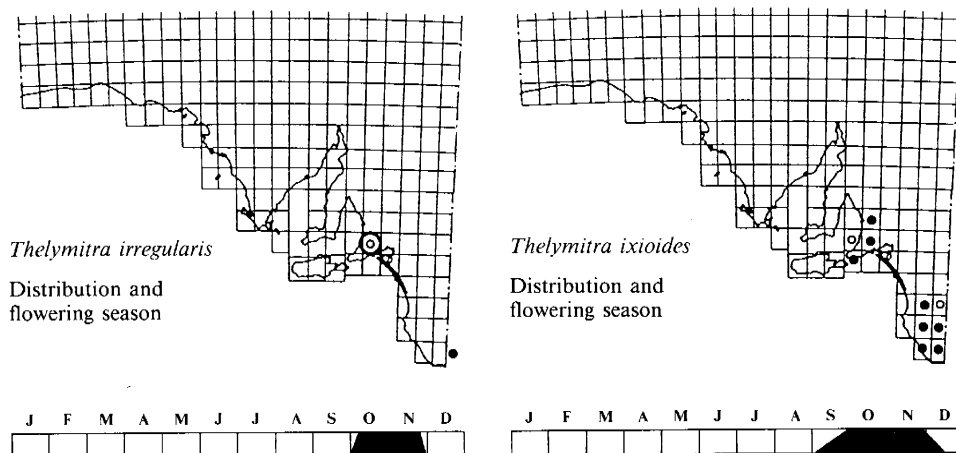 Thelymitra irregularis
Distribution and
flowering season
J F M A M J J A S O N D
Thelymitra ixioides
Distribution and
flowering season
J F M A M J J A S O N D